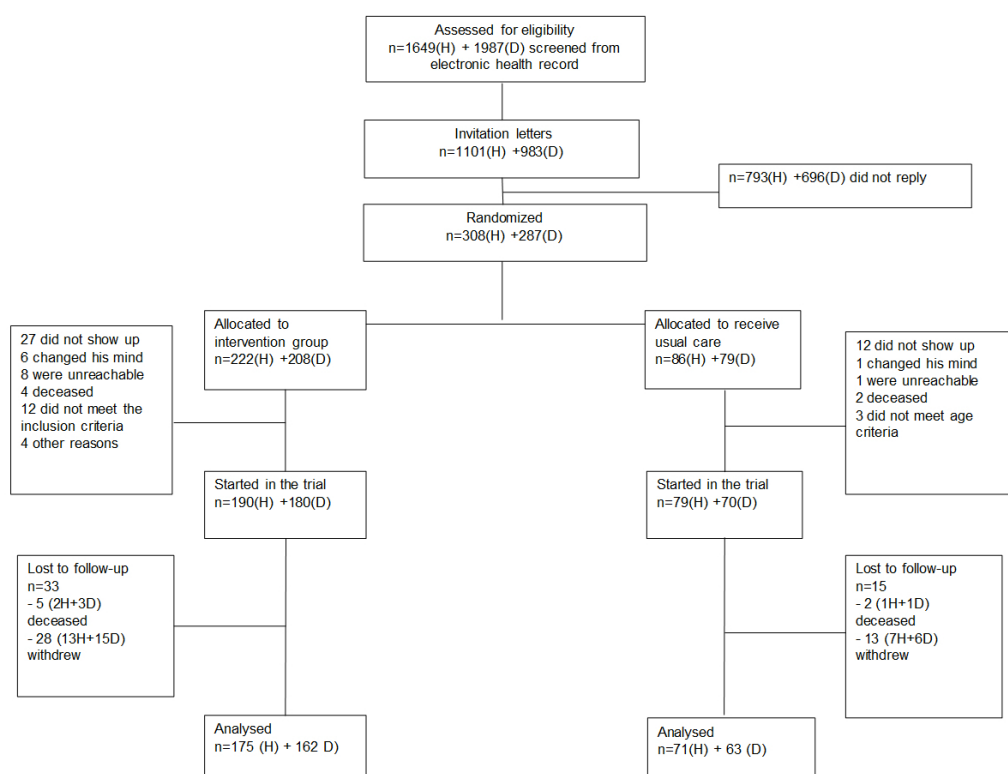 Assessed for eligibility
n=1649(H) + 1987(D) screened from
electronic health record
Invitation letters
n=1101(H) +983(D)
n=793(H) +696(D) did not reply
Randomized
n=308(H) +287(D)
Allocated to
intervention group
n=222(H) +208(D)
Allocated to receive
usual care
n=86(H) +79(D)
27 did not show up
6 changed his mind
8 were unreachable
4 deceased
12 did not meet the
inclusion criteria
4 other reasons
12 did not show up
1 changed his mind
1 were unreachable
2 deceased
3 did not meet age
criteria
Started in the trial
n=190(H) +180(D)
Started in the trial
n=79(H) +70(D)
Lost to follow-up
n=33
- 5 (2H+3D)
deceased
- 28 (13H+15D)
withdrew
Lost to follow-up
n=15
- 2 (1H+1D)
deceased
- 13 (7H+6D)
withdrew
Analysed
n=175 (H) + 162 D)
Analysed
n=71(H) + 63 (D)